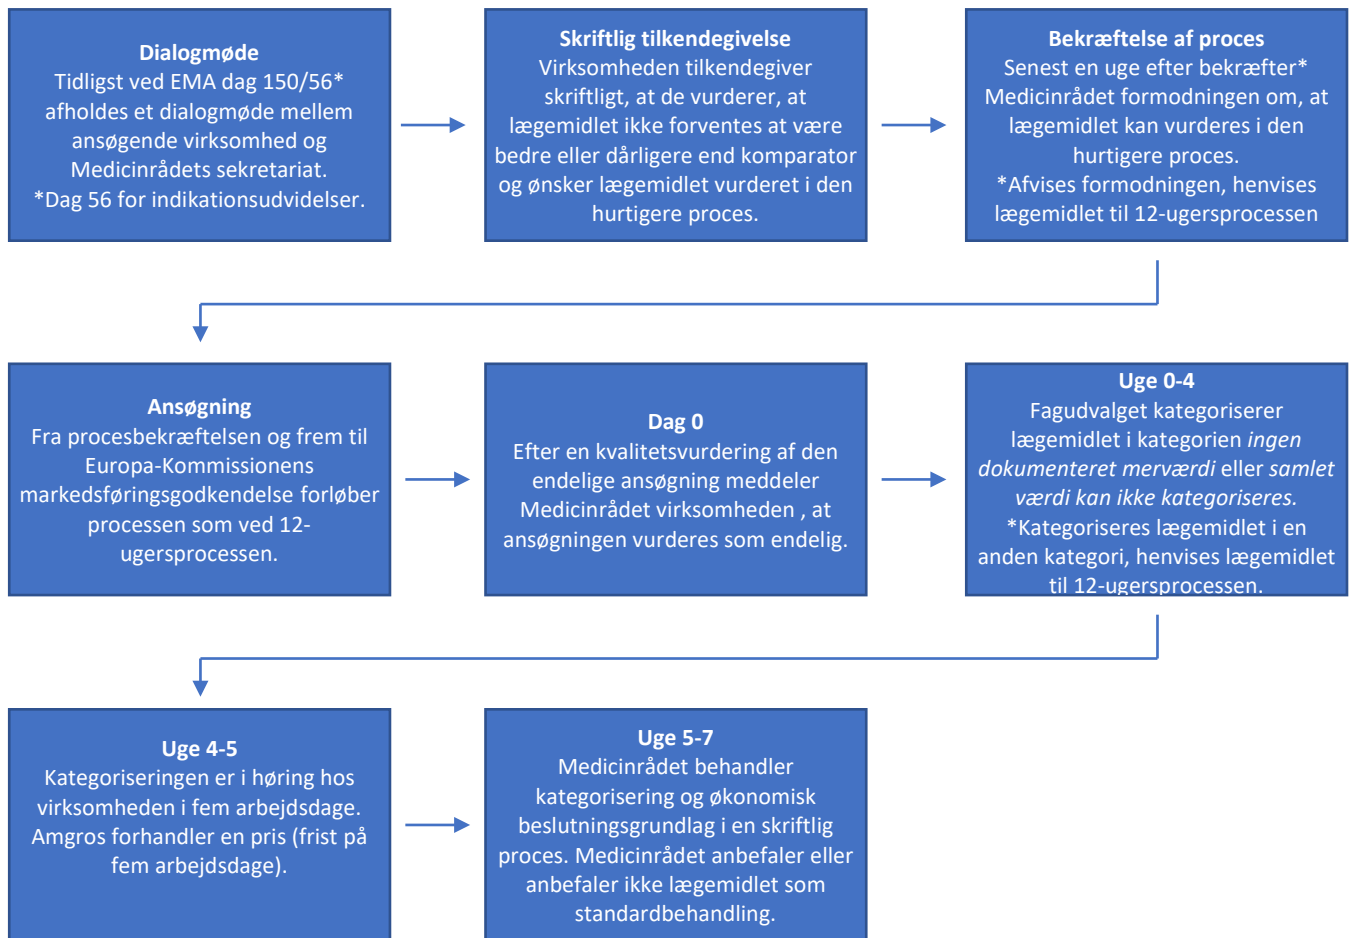 Dialogmøde
Tidligst ved EMA dag 150/56*
afholdes et dialogmøde mellem
ansøgende virksomhed og
Medicinrådets sekretariat.
*Dag 56 for indikationsudvidelser.
Skriftlig tilkendegivelse
Virksomheden tilkendegiver
skriftligt, at de vurderer, at
lægemidlet ikke forventes at være
bedre eller dårligere end komparator
og ønsker lægemidlet vurderet i den
hurtigere proces.
Bekræftelse af proces
Senest en uge efter bekræfter*
Medicinrådet formodningen om, at
lægemidlet kan vurderes i den
hurtigere proces.
*Afvises formodningen, henvises
lægemidlet til 12-ugersprocessen
Ansøgning
Fra procesbekræftelsen og frem til
Europa-Kommissionens
markedsføringsgodkendelse forløber
processen som ved 12-
ugersprocessen.
Dag 0
Efter en kvalitetsvurdering af den
endelige ansøgning meddeler
Medicinrådet virksomheden , at
ansøgningen vurderes som endelig.
Uge 0-4
Fagudvalget kategoriserer
lægemidlet i kategorien ingen
dokumenteret merværdi eller samlet
værdi kan ikke kategoriseres.
*Kategoriseres lægemidlet i en
anden kategori, henvises lægemidlet
til 12-ugersprocessen.
Uge 4-5
Kategoriseringen er i høring hos
virksomheden i fem arbejdsdage.
Amgros forhandler en pris (frist på
fem arbejdsdage).
Uge 5-7
Medicinrådet behandler
kategorisering og økonomisk
beslutningsgrundlag i en skriftlig
proces. Medicinrådet anbefaler eller
anbefaler ikke lægemidlet som
standardbehandling.